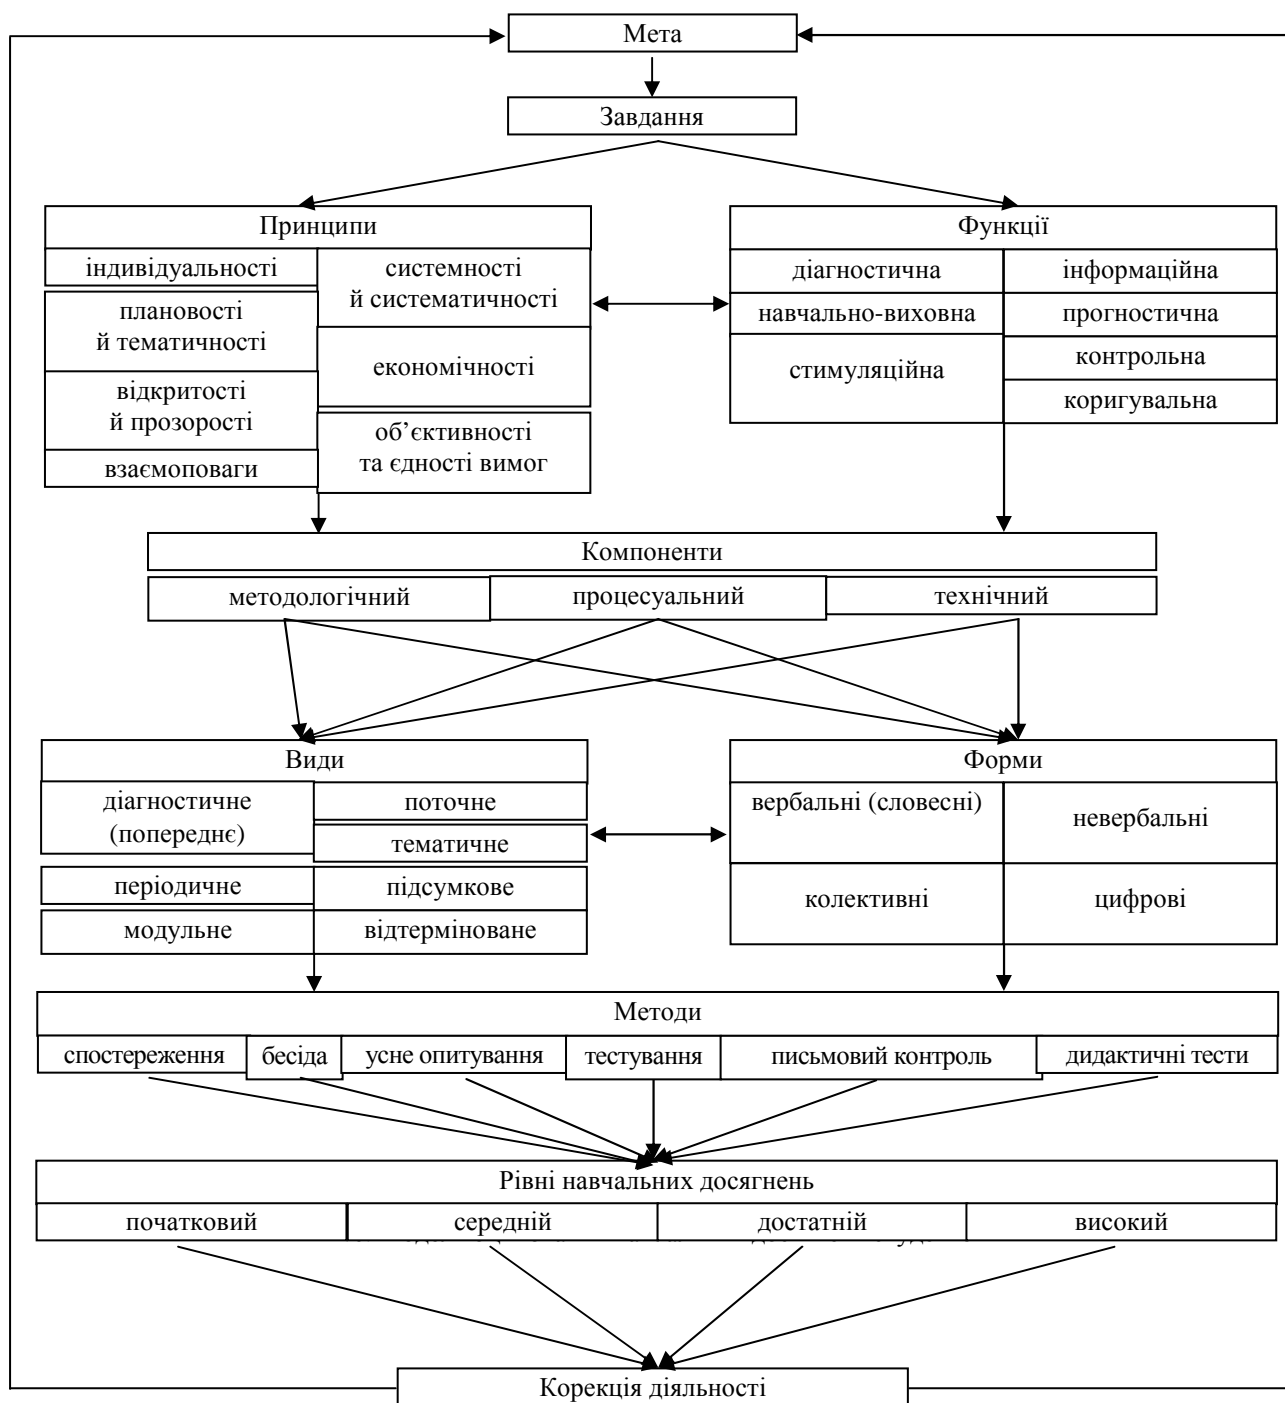 Мета
Завдання
Принципи
індивідуальності
плановості
й тематичності
відкритості
й прозорості
взаємоповаги
системності
й систематичності
економічності
об’єктивності
та єдності вимог
Функції
діагностична
навчально-виховна
стимуляційна
інформаційна
прогностична
контрольна
коригувальна
Компоненти
методологічний
процесуальний
технічний
Види
діагностичне
(попереднє)
періодичне
модульне
поточне
тематичне
підсумкове
відтерміноване
Форми
вербальні (словесні)
невербальні
колективні
цифрові
Методи
спостереження
бесіда
усне опитування
тестування
письмовий контроль
дидактичні тести
Рівні навчальних досягнень
початковий
середній
достатній
високий
Корекція діяльності